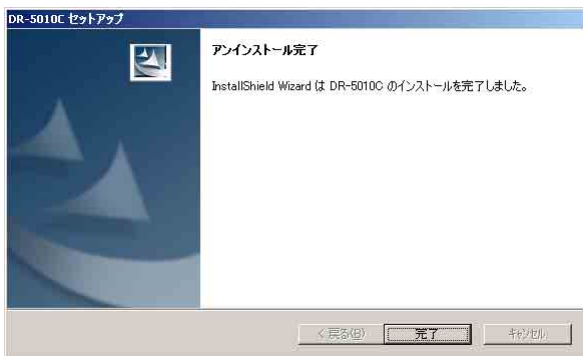 DR-5010C セットアップ
アンインストール完了
InstallShield Wizard は DR-5010C のインストールを完了しました。
< 戻る(B)
完了
キャンセル